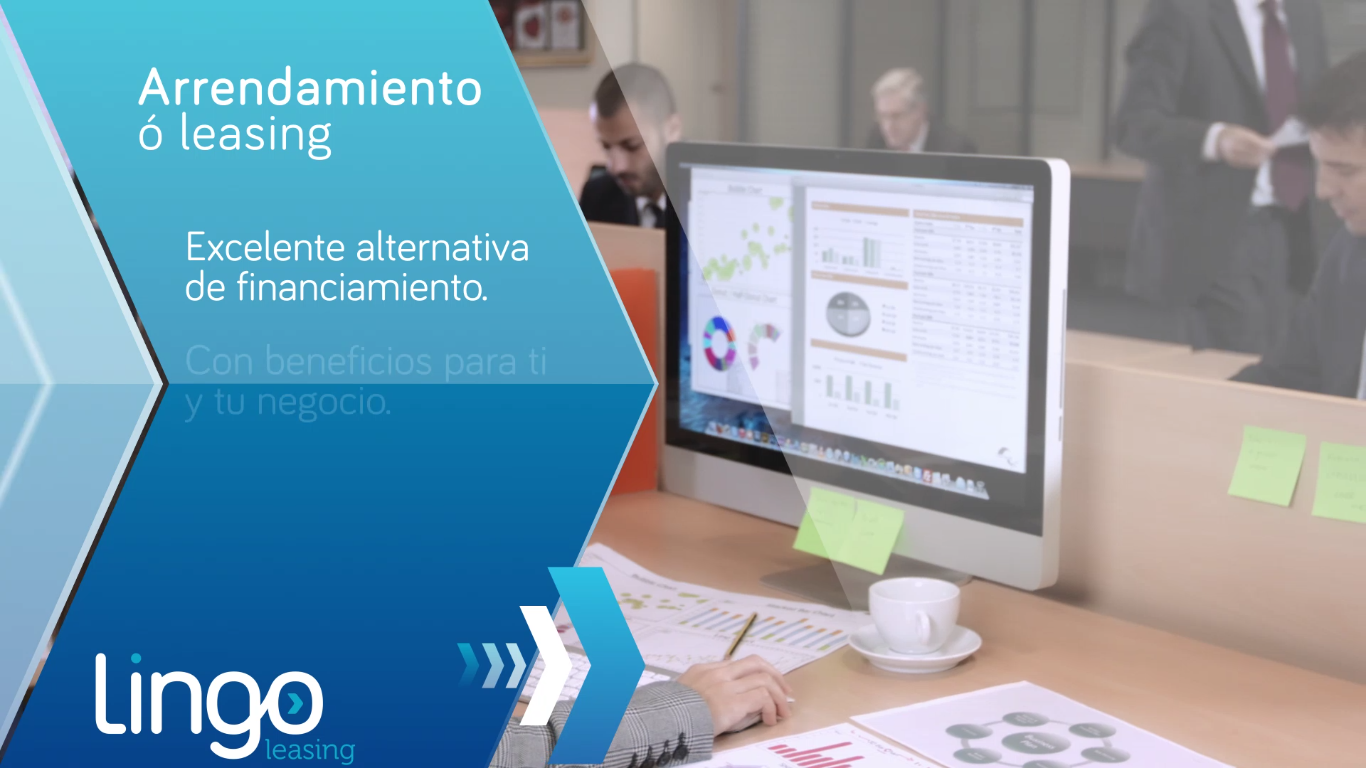 Arrendamiento
ó leasing
Excelente alternativa
de financiamiento.
Con beneficios para ti
y tu negocio.
lingo
leasing